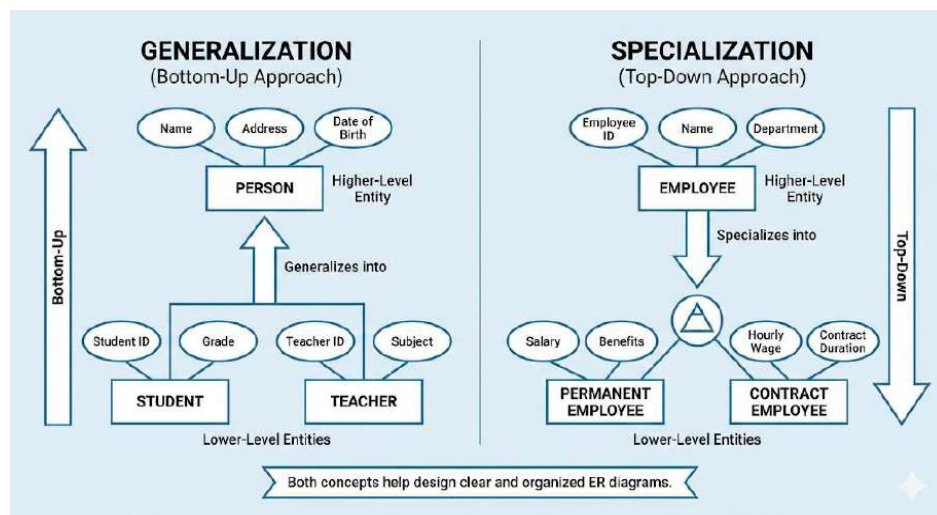 GENERALIZATION
(Bottom-Up Approach)
Bottom-Up
Name
Address
Date of
Birth
PERSON
Higher-Level
Entity
Generalizes into
Student ID
Grade
Teacher ID
Subject
STUDENT
TEACHER
Lower-Level Entities
SPECIALIZATION
(Top-Down Approach)
Employee
ID
Name
Department
EMPLOYEE
Higher-Level
Entity
Specializes into
Top-Down
Salary
Benefits
Hourly
Wage
Contract
Duration
PERMANENT
EMPLOYEE
CONTRACT
EMPLOYEE
Lower-Level Entities
Both concepts help design clear and organized ER diagrams.